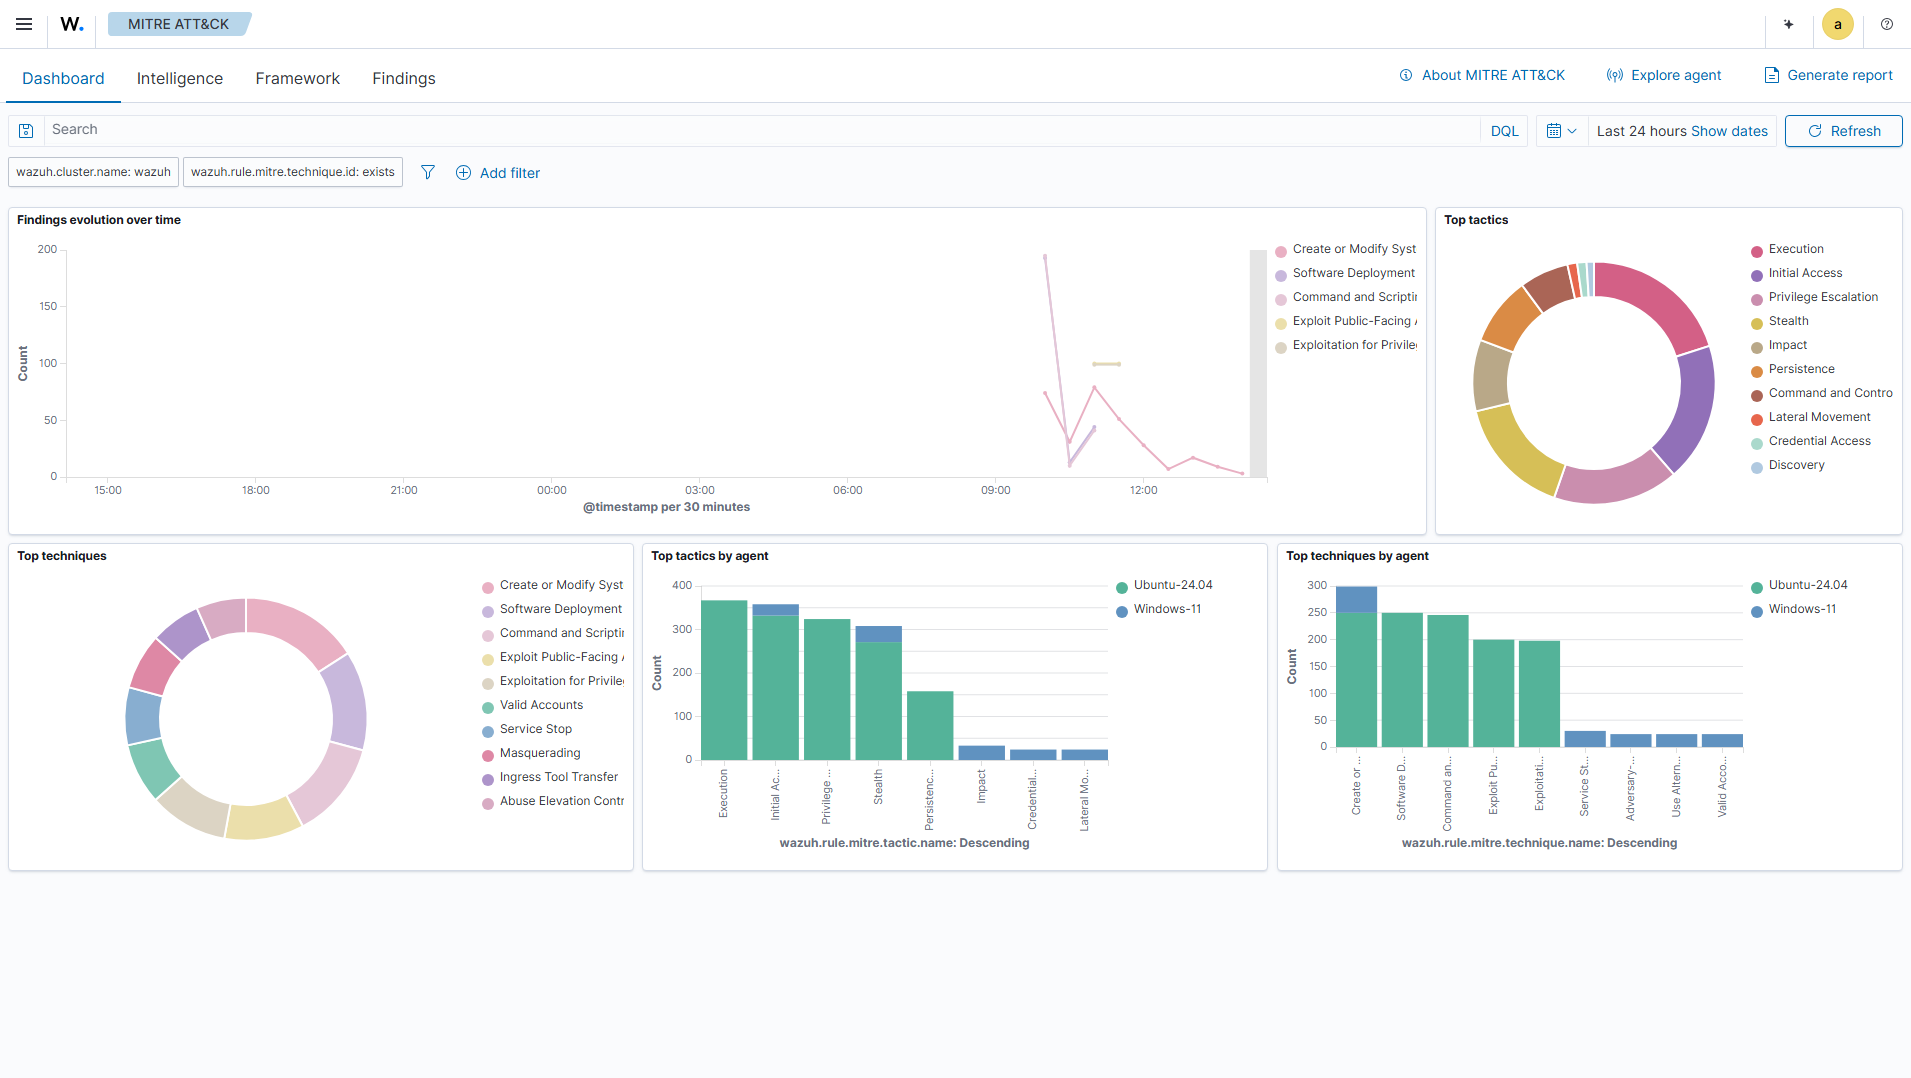 W.
MITRE ATT&CK
a
Dashboard
Intelligence
Framework
Findings
About MITRE ATT&CK
Explore agent
Generate report
Search
DQL
Last 24 hours Show dates
Refresh
wazuh.cluster.name: wazuh
wazuh.rule.mitre.technique.id: exists
Add filter
Findings evolution over time
200
150
100
50
0
Count
15:00
18:00
21:00
00:00
03:00
06:00
09:00
12:00
@timestamp per 30 minutes
Create or Modify Syst
Software Deployment
Command and Scriptin
Exploit Public-Facing A
Exploitation for Privileg
Top tactics
Execution
Initial Access
Privilege Escalation
Stealth
Impact
Persistence
Command and Contro
Lateral Movement
Credential Access
Discovery
Top techniques
Create or Modify Syst
Software Deployment
Command and Scriptin
Exploit Public-Facing A
Exploitation for Privileg
Valid Accounts
Service Stop
Masquerading
Ingress Tool Transfer
Abuse Elevation Contr
Top tactics by agent
400
300
200
100
0
Count
Execution
Initial Ac...
Privilege ...
Stealth
Persistenc...
Impact
Credential...
Lateral Mo...
wazuh.rule.mitre.tactic.name: Descending
Ubuntu-24.04
Windows-11
Top techniques by agent
300
250
200
150
100
50
0
Count
Create or ...
Software D...
Command an...
Exploit Pu...
Exploitati...
Service St...
Adversary-...
Use Altern...
Valid Acco...
wazuh.rule.mitre.technique.name: Descending
Ubuntu-24.04
Windows-11